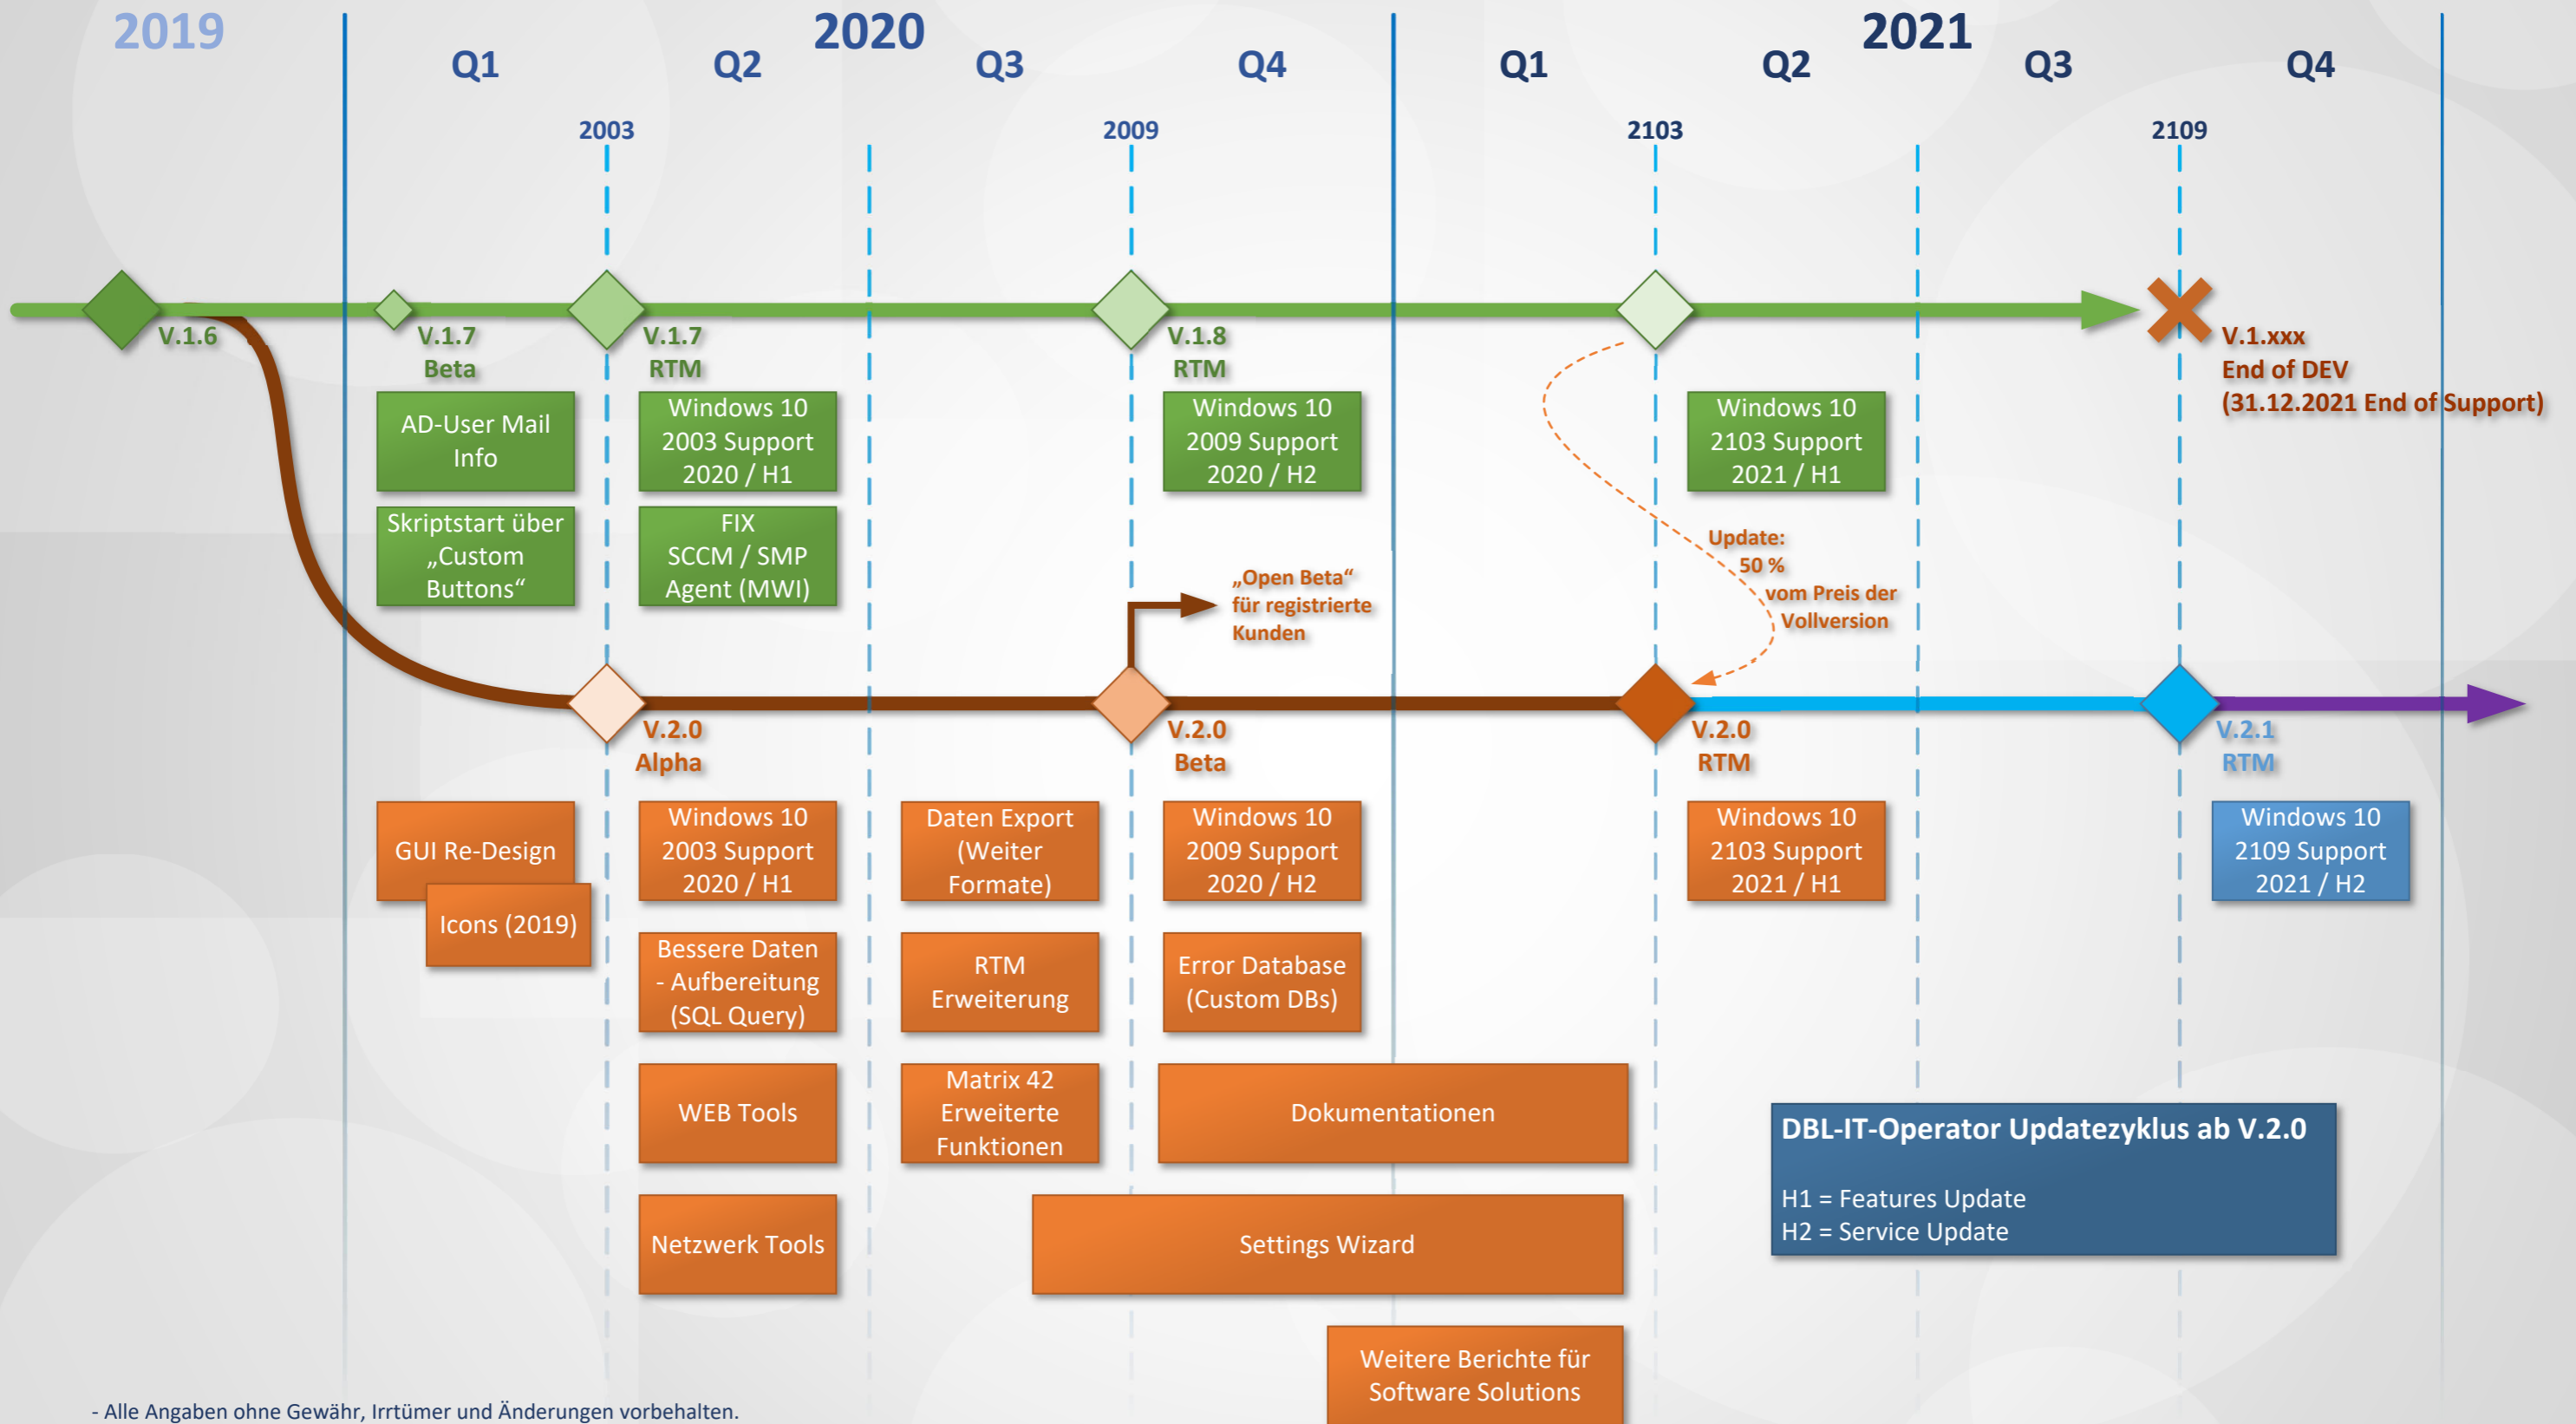 2019
2020
2021
Q1
Q2
Q3
Q4
Q1
Q2
Q3
Q4
2003
2009
2103
2109
V.1.6
V.1.7
Beta
V.1.7
RTM
V.1.8
RTM
V.1.xxx
End of DEV
(31.12.2021 End of Support)
AD-User Mail
Info
Windows 10
2003 Support
2020 / H1
Windows 10
2009 Support
2020 / H2
Windows 10
2103 Support
2021 / H1
Skriptstart über
„Custom
Buttons“
FIX
SCCM / SMP
Agent (MWI)
„Open Beta“
für registrierte
Kunden
Update:
50 %
vom Preis der
Vollversion
V.2.0
Alpha
V.2.0
Beta
V.2.0
RTM
V.2.1
RTM
GUI Re-Design
Icons (2019)
Windows 10
2003 Support
2020 / H1
Daten Export
(Weiter
Formate)
Windows 10
2009 Support
2020 / H2
Windows 10
2103 Support
2021 / H1
Windows 10
2109 Support
2021 / H2
Bessere Daten
- Aufbereitung
(SQL Query)
RTM
Erweiterung
Error Database
(Custom DBs)
WEB Tools
Matrix 42
Erweiterte
Funktionen
Dokumentationen
DBL-IT-Operator Updatezyklus ab V.2.0
H1 = Features Update
H2 = Service Update
Netzwerk Tools
Settings Wizard
Weitere Berichte für
Software Solutions
- Alle Angaben ohne Gewähr, Irrtümer und Änderungen vorbehalten.